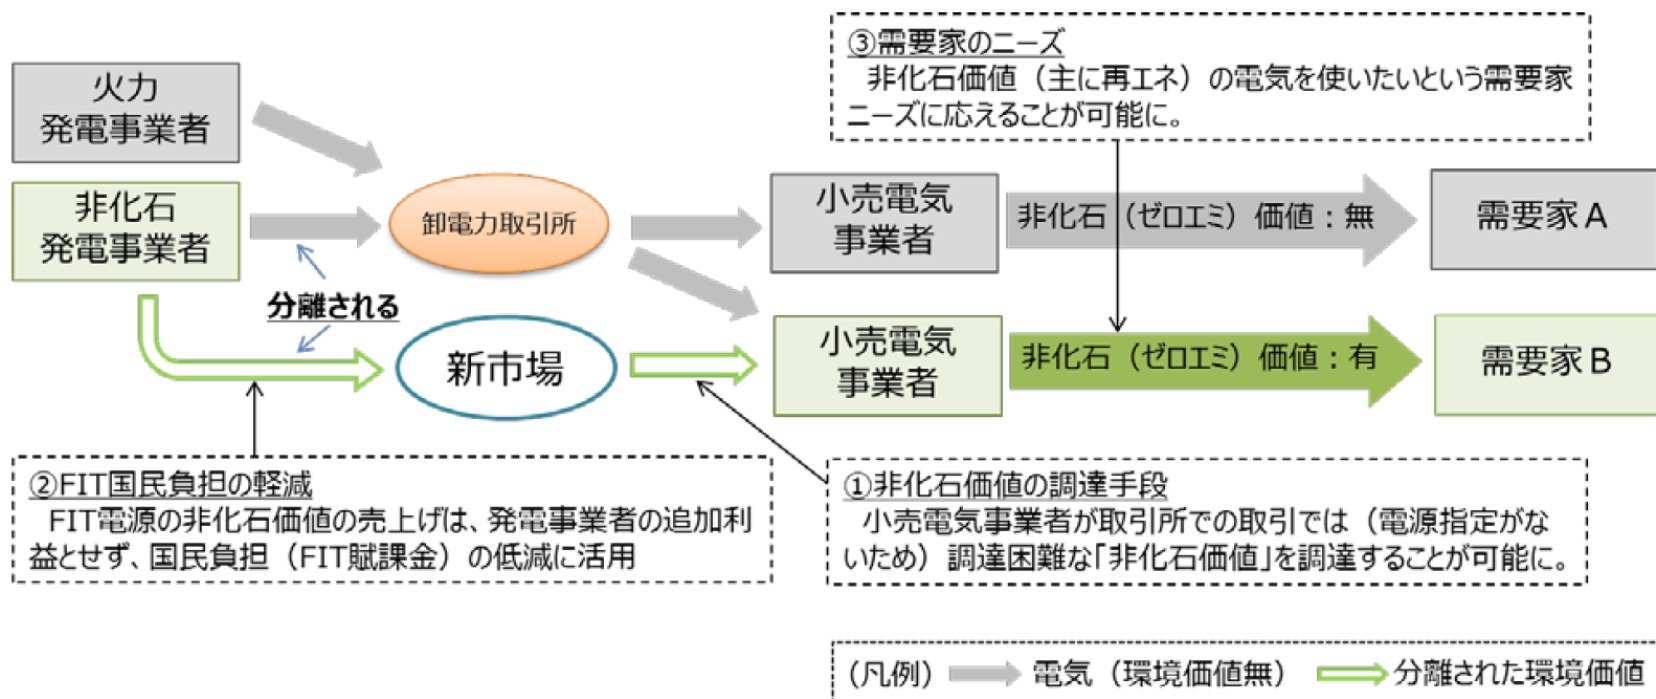 ③需要家のニーズ
非化石価値（主に再エネ）の電気を使いたいという需要家
ニーズに応えることが可能に。
火力
発電事業者
非化石
発電事業者
卸電力取引所
小売電気
事業者
非化石（ゼロエミ）価値：無
需要家A
分離される
新市場
小売電気
事業者
非化石（ゼロエミ）価値：有
需要家B
②FIT国民負担の軽減
FIT電源の非化石価値の売上げは、発電事業者の追加利
益とせず、国民負担（FIT賦課金）の低減に活用
①非化石価値の調達手段
小売電気事業者が取引所での取引では（電源指定がな
いため）調達困難な「非化石価値」を調達することが可能に。
（凡例）
電気（環境価値無）
分離された環境価値